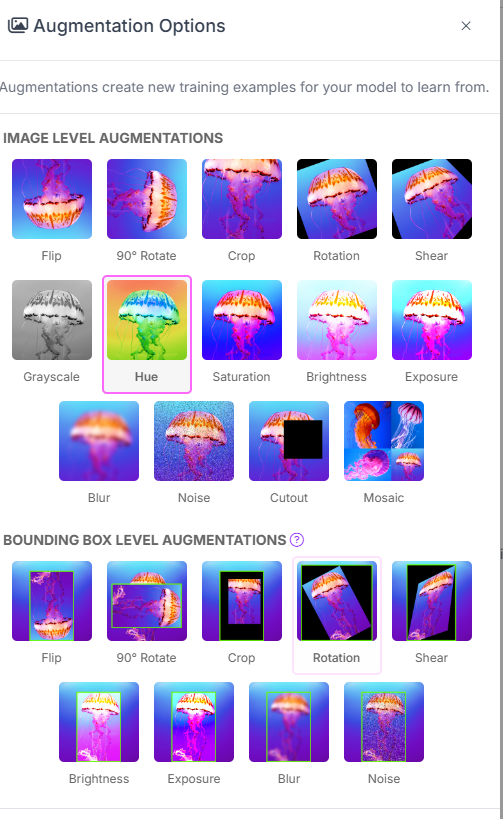 Augmentation Options
Augmentations create new training examples for your model to learn from.
IMAGE LEVEL AUGMENTATIONS
Flip
90° Rotate
Crop
Rotation
Shear
Grayscale
Hue
Saturation
Brightness
Exposure
Blur
Noise
Cutout
Mosaic
BOUNDING BOX LEVEL AUGMENTATIONS ?
Flip
90° Rotate
Crop
Rotation
Shear
Brightness
Exposure
Blur
Noise